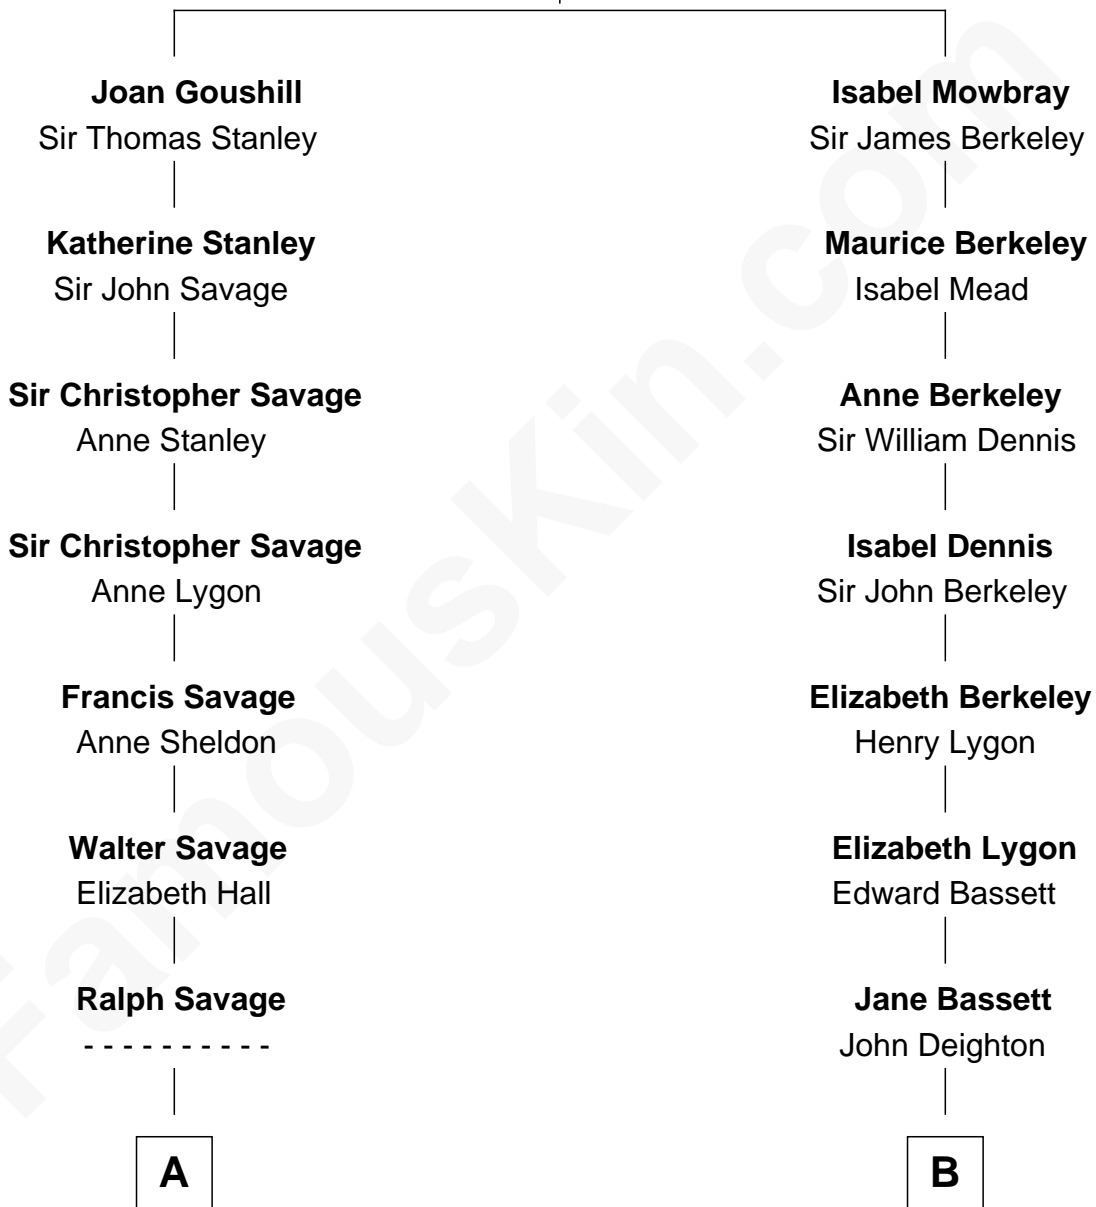 Joan Goushill
Sir Thomas Stanley
Katherine Stanley
Sir John Savage
Sir Christopher Savage
Anne Stanley
Sir Christopher Savage
Anne Lygon
Francis Savage
Anne Sheldon
Walter Savage
Elizabeth Hall
Ralph Savage
- - - - - - - - - -
A
Isabel Mowbray
Sir James Berkeley
Maurice Berkeley
Isabel Mead
Anne Berkeley
Sir William Dennis
Isabel Dennis
Sir John Berkeley
Elizabeth Berkeley
Henry Lygon
Elizabeth Lygon
Edward Bassett
Jane Bassett
John Deighton
B
FamousKin.com